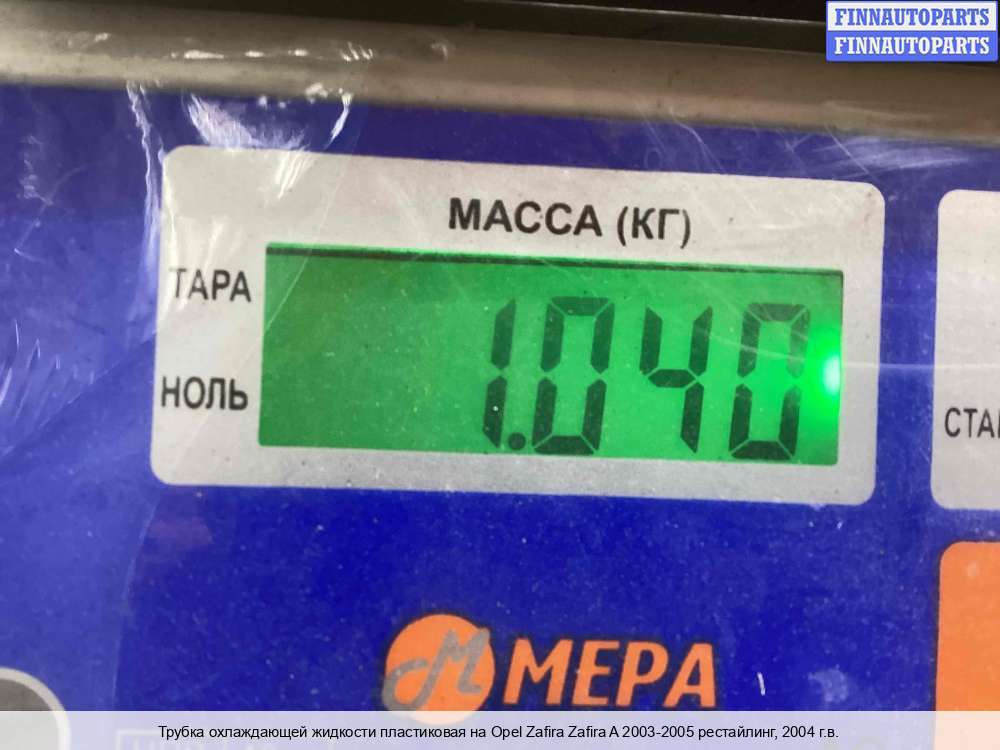 FINNAUTOPARTS
FINNAUTOPARTS
МАССА (КГ)
ТАРА
1.040
НОЛЬ
МЕРА
Трубка охлаждающей жидкости пластиковая на Opel Zafira Zafira A 2003-2005 рестайлинг, 2004 г.в.